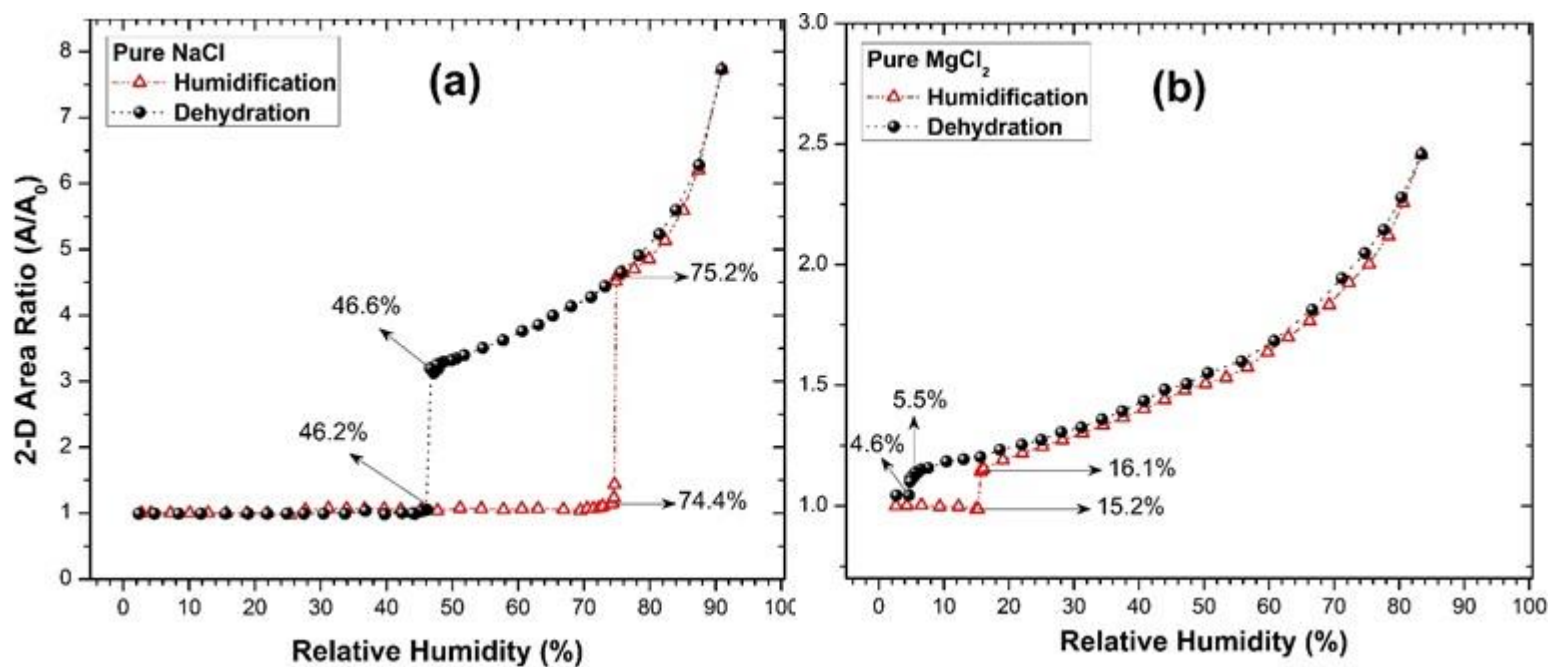 Pure NaCl
Humidification
Dehydration
(a)
8
7
6
5
4
3
2
1
0
75.2%
46.6%
46.2%
74.4%
0 10 20 30 40 50 60 70 80 90 100
Relative Humidity (%)
2-D Area Ratio (A/A0)
Pure MgCl2
Humidification
Dehydration
(b)
3.0
2.5
2.0
1.5
1.0
5.5%
4.6%
16.1%
15.2%
0 10 20 30 40 50 60 70 80 90 100
Relative Humidity (%)